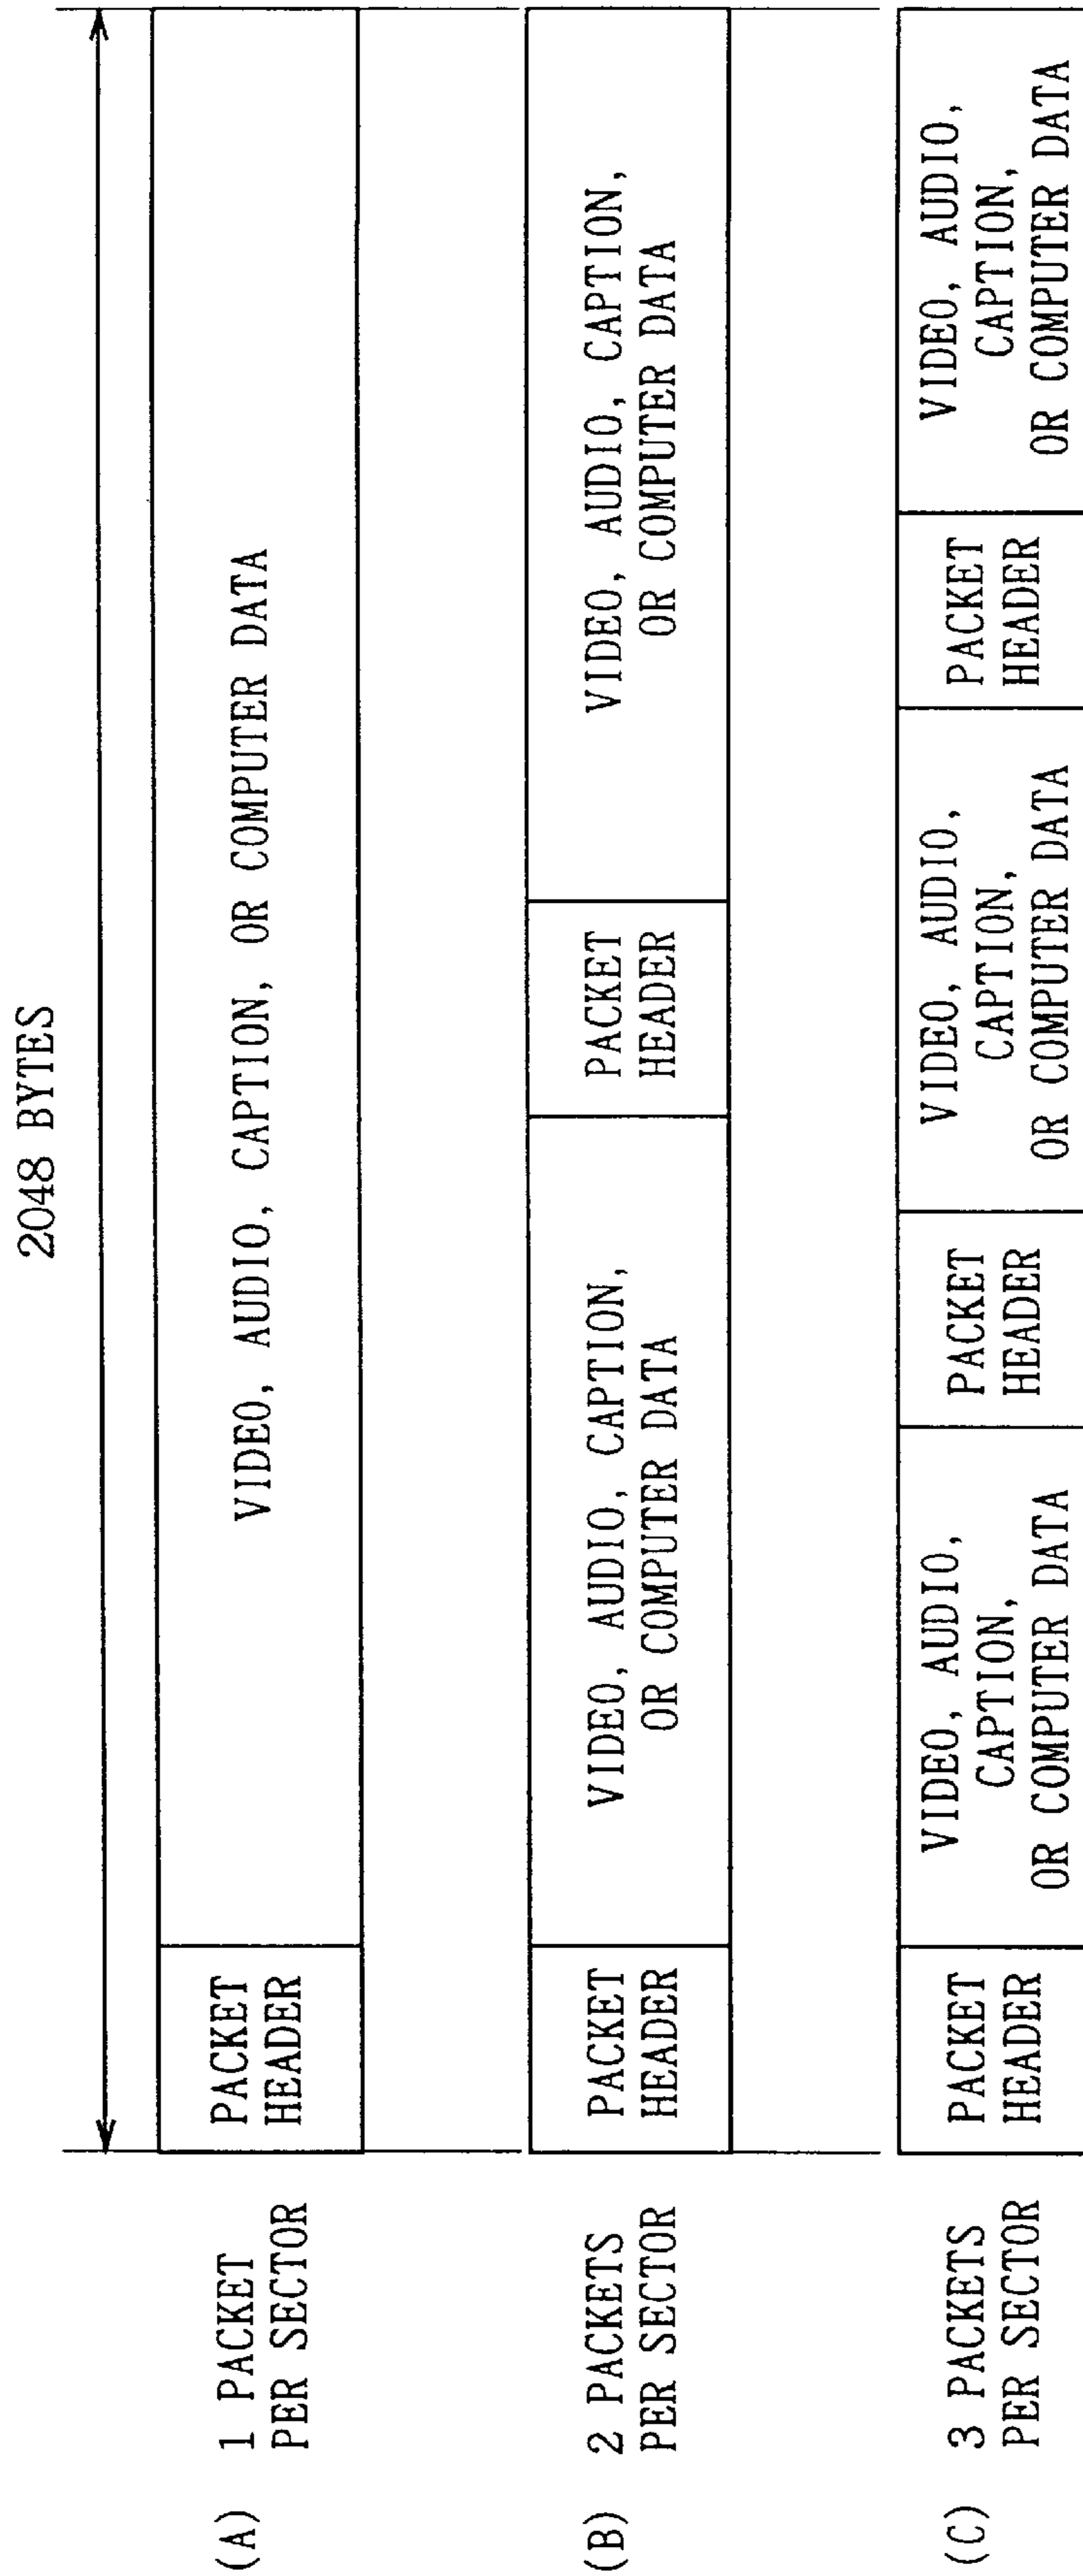 2048 BYTES
(A) 1 PACKET
PER SECTOR
PACKET
HEADER
VIDEO, AUDIO, CAPTION, OR COMPUTER DATA
(B) 2 PACKETS
PER SECTOR
PACKET
HEADER
VIDEO, AUDIO, CAPTION,
OR COMPUTER DATA
PACKET
HEADER
VIDEO, AUDIO, CAPTION,
OR COMPUTER DATA
(C) 3 PACKETS
PER SECTOR
PACKET
HEADER
VIDEO, AUDIO,
CAPTION,
OR COMPUTER DATA
PACKET
HEADER
VIDEO, AUDIO,
CAPTION,
OR COMPUTER DATA
PACKET
HEADER
VIDEO, AUDIO,
CAPTION,
OR COMPUTER DATA